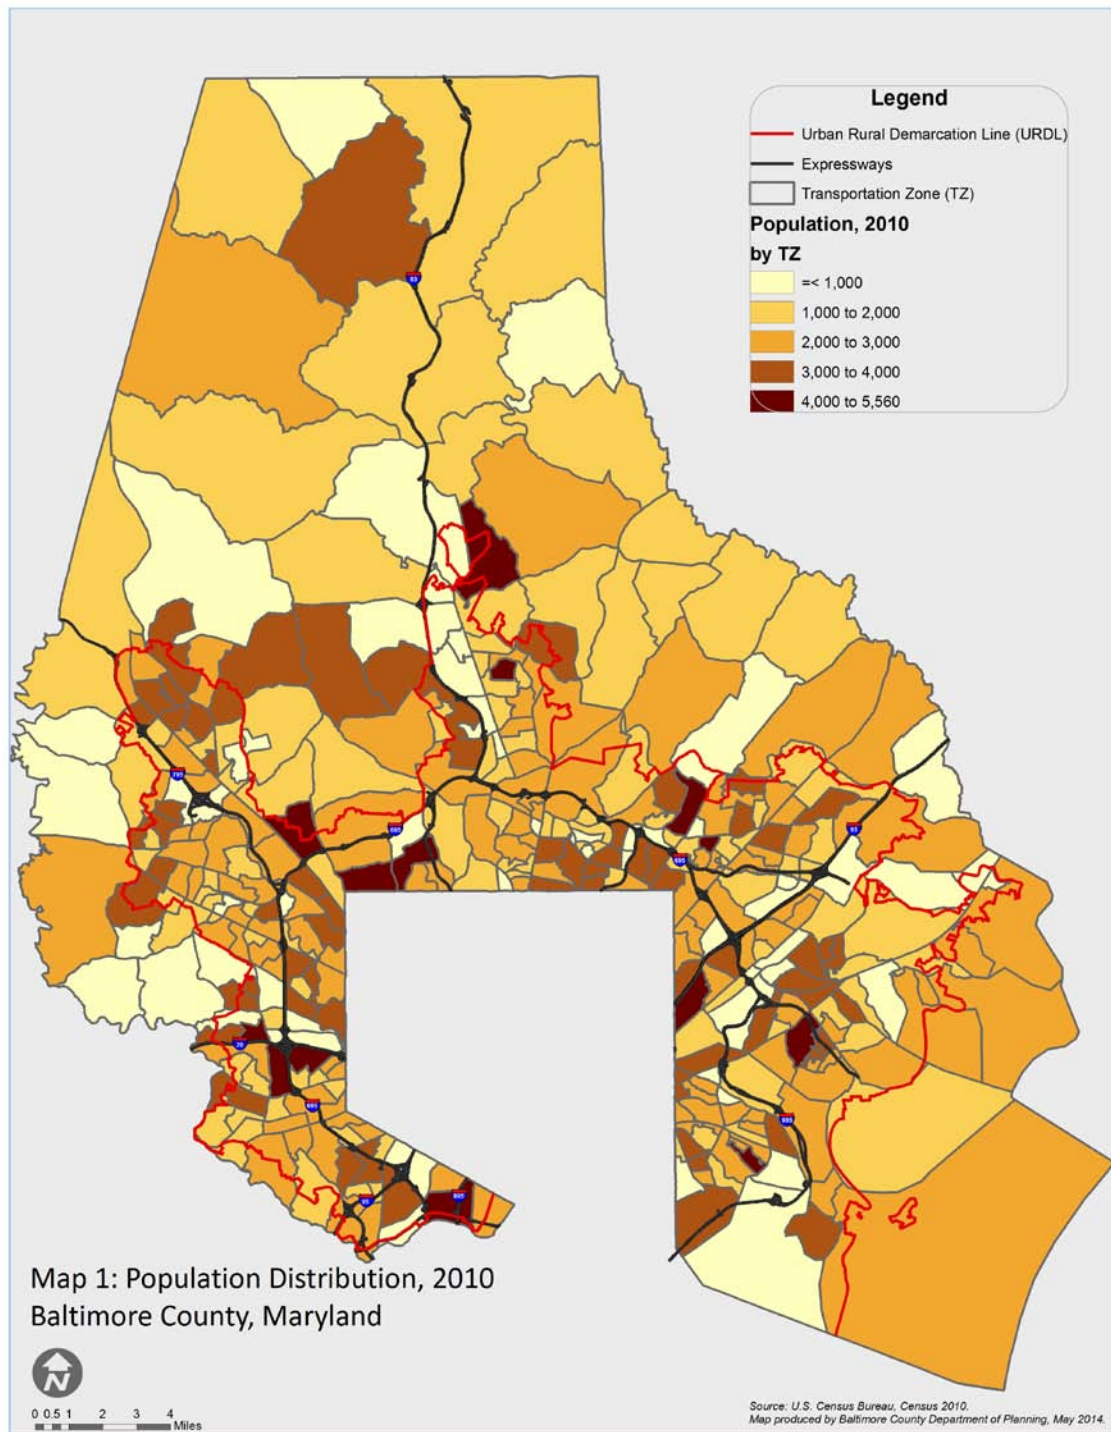 Legend
Urban Rural Demarcation Line (URDL)
Expressways
Transportation Zone (TZ)
Population, 2010
by TZ
=< 1,000
1,000 to 2,000
2,000 to 3,000
3,000 to 4,000
4,000 to 5,560
83
795
695
695
95
70
695
695
95
895
Map 1: Population Distribution, 2010
Baltimore County, Maryland
N
0 0.5 1 2 3 4
Miles
Source: U.S. Census Bureau, Census 2010.
Map produced by Baltimore County Department of Planning, May 2014.